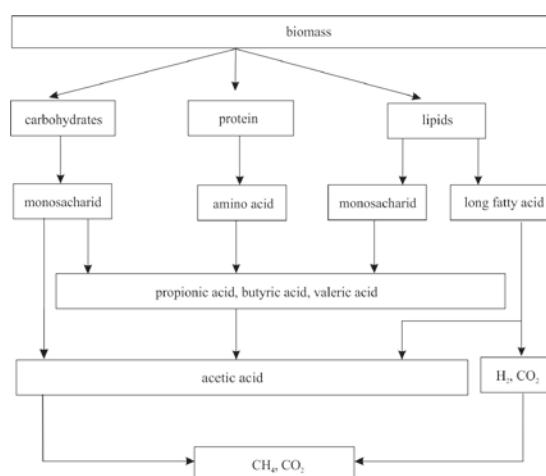 biomass
carbohydrates
protein
lipids
monosacharid
amino acid
monosacharid
long fatty acid
propionic acid, butyric acid, valeric acid
acetic acid
H₂, CO₂
CH₄, CO₂